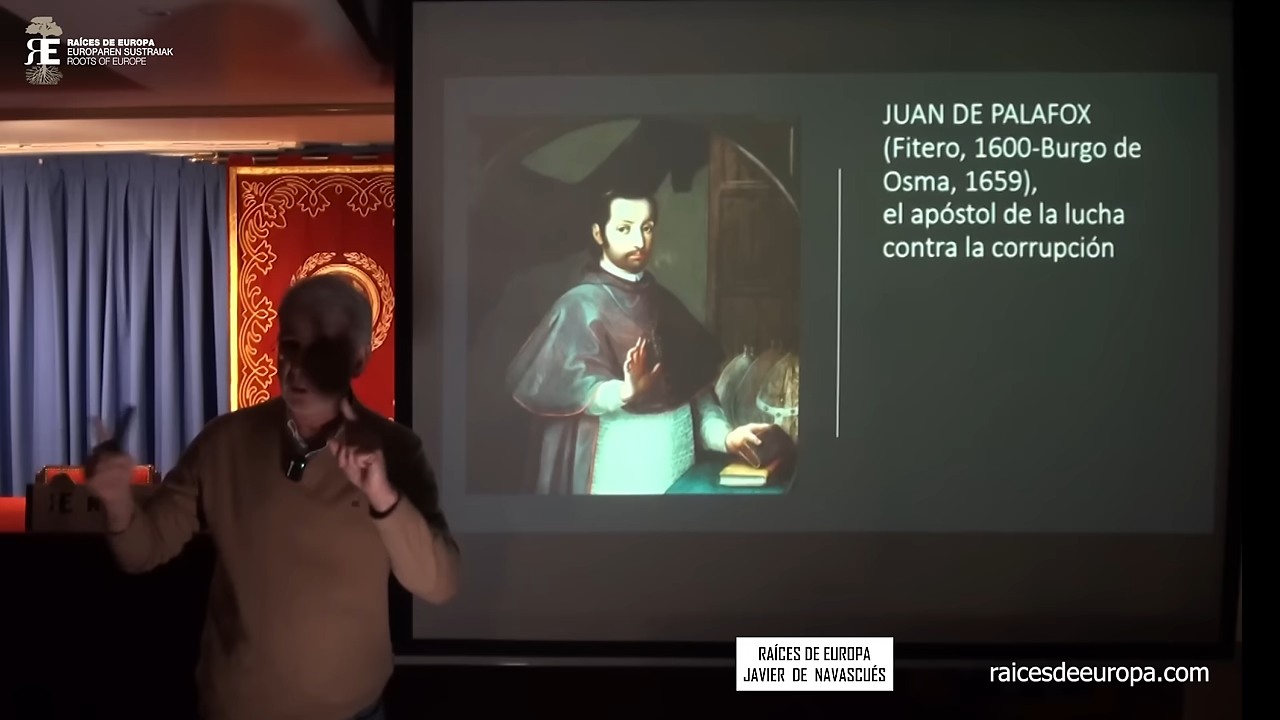 RAÍCES DE EUROPA
EUROPAREN SUSTRAIAK
ROOTS OF EUROPE
JUAN DE PALAFOX
(Fitero, 1600-Burgo de
Osma, 1659),
el apóstol de la lucha
contra la corrupción
RAÍCES DE EUROPA
JAVIER DE NAVASCUÉS
raicesdeeuropa.com